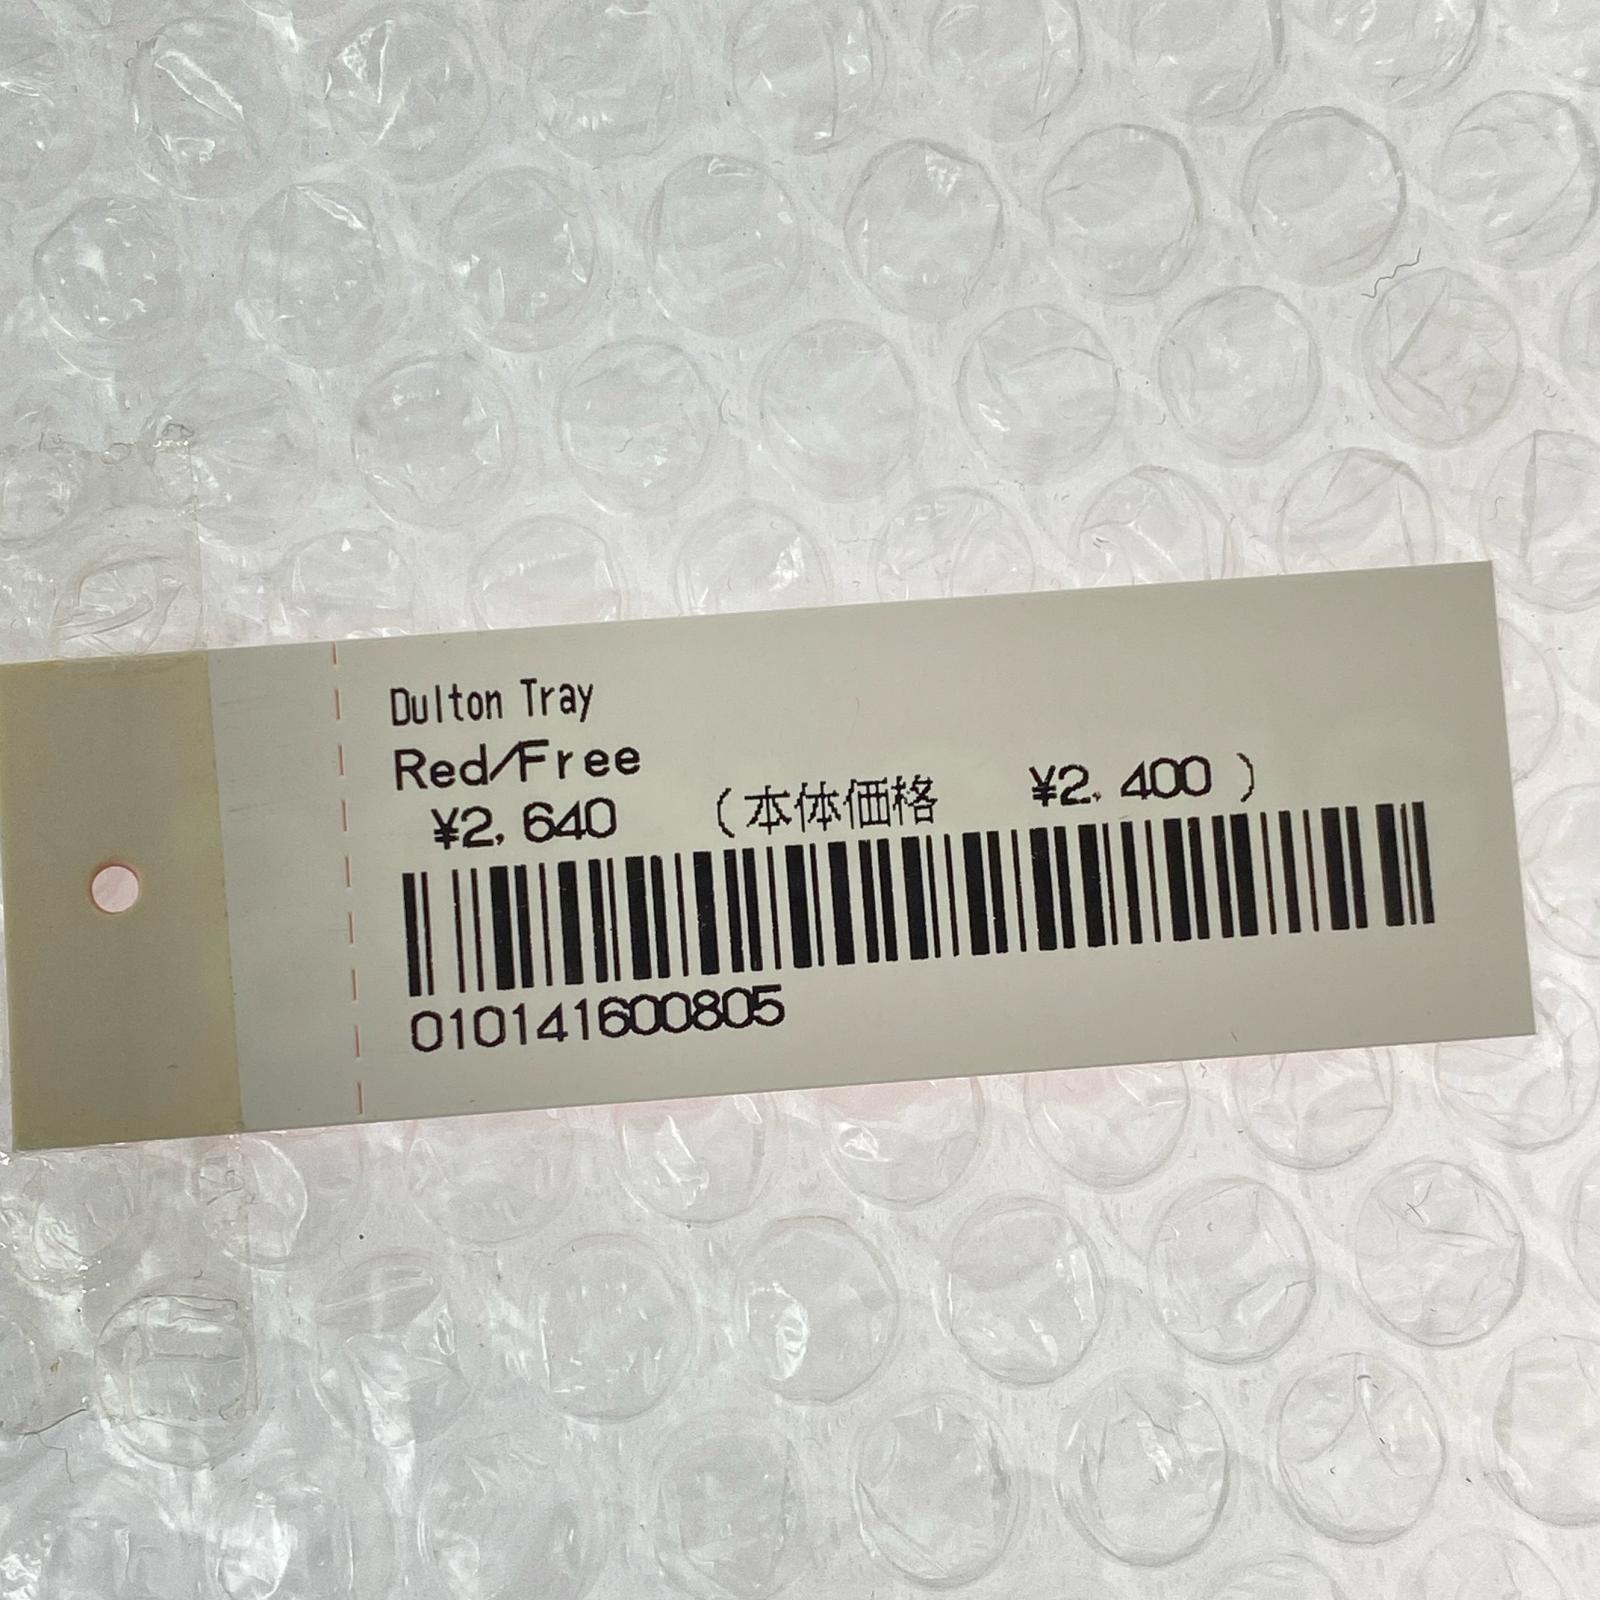 Dulton Tray
Red/Free
¥2,640 (本体価格 ¥2,400)
010141600805